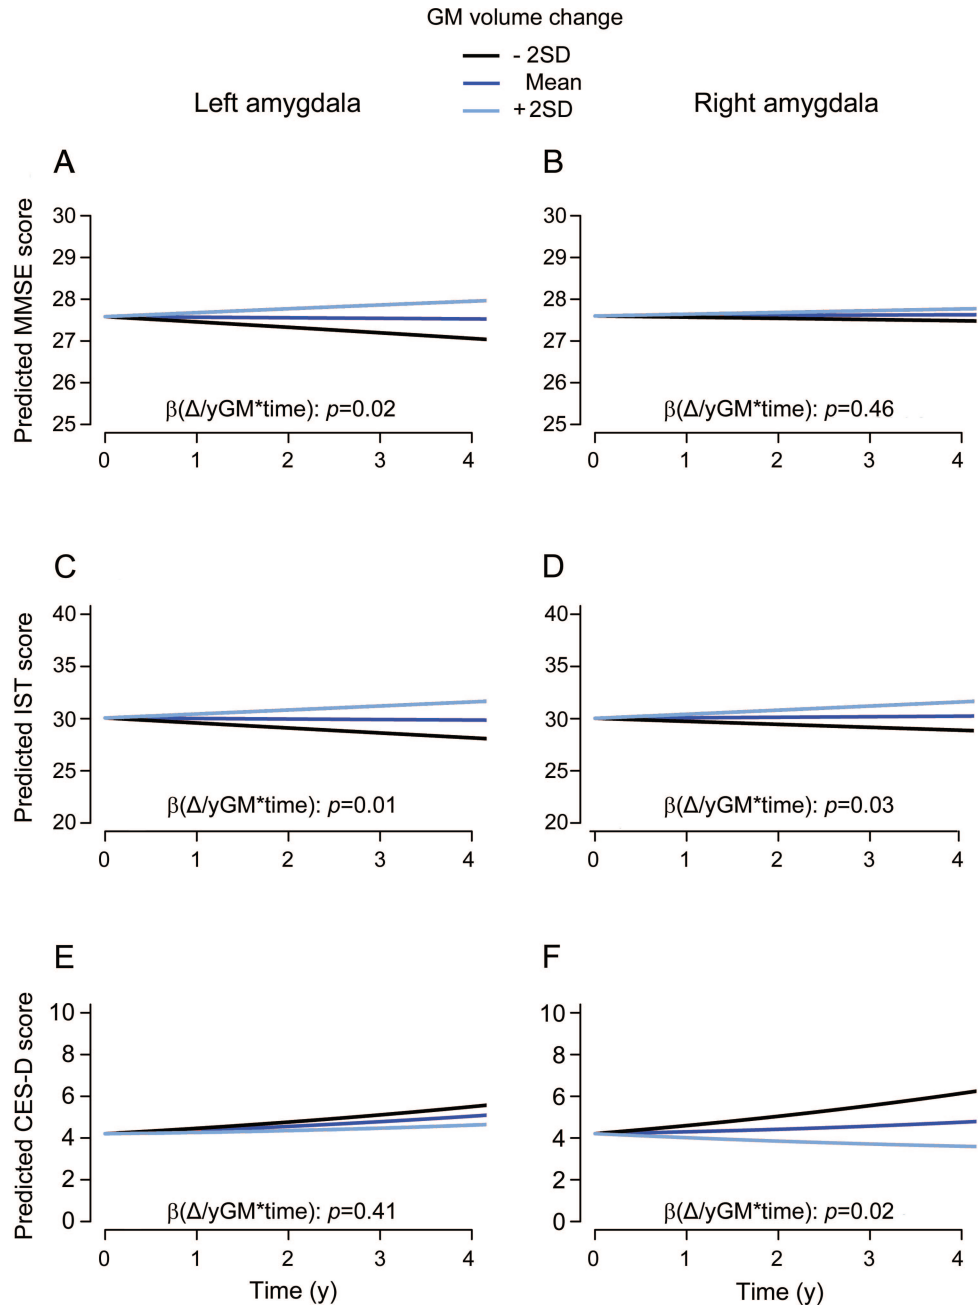 GM volume change
- 2SD
Mean
+2SD
Left amygdala
Right amygdala
A
Predicted MMSE score
30
29
28
27
26
25
β(Δ/yGM*time): p=0.02
0 1 2 3 4
B
30
29
28
27
26
25
β(Δ/yGM*time): p=0.46
0 1 2 3 4
C
Predicted IST score
40
35
30
25
20
β(Δ/yGM*time): p=0.01
0 1 2 3 4
D
40
35
30
25
20
β(Δ/yGM*time): p=0.03
0 1 2 3 4
E
Predicted CES-D score
10
8
6
4
2
0
β(Δ/yGM*time): p=0.41
0 1 2 3 4
Time (y)
F
10
8
6
4
2
0
β(Δ/yGM*time): p=0.02
0 1 2 3 4
Time (y)